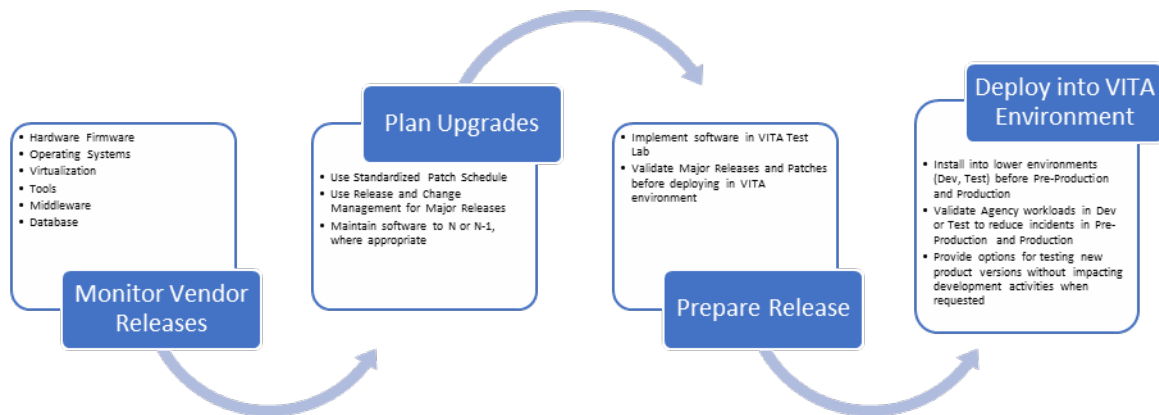 • Hardware Firmware
• Operating Systems
• Virtualization
• Tools
• Middleware
• Database
Monitor Vendor
Releases
Plan Upgrades
• Use Standardized Patch Schedule
• Use Release and Change
Management for Major Releases
• Maintain software to N or N-1,
where appropriate
• Implement software in VITA Test
Lab
• Validate Major Releases and Patches
before deploying in VITA
environment
Prepare Release
Deploy into VITA
Environment
• Install into lower environments
(Dev, Test) before Pre-Production
and Production
• Validate Agency workloads in Dev
or Test to reduce incidents in Pre-
Production and Production
• Provide options for testing new
product versions without impacting
development activities when
requested